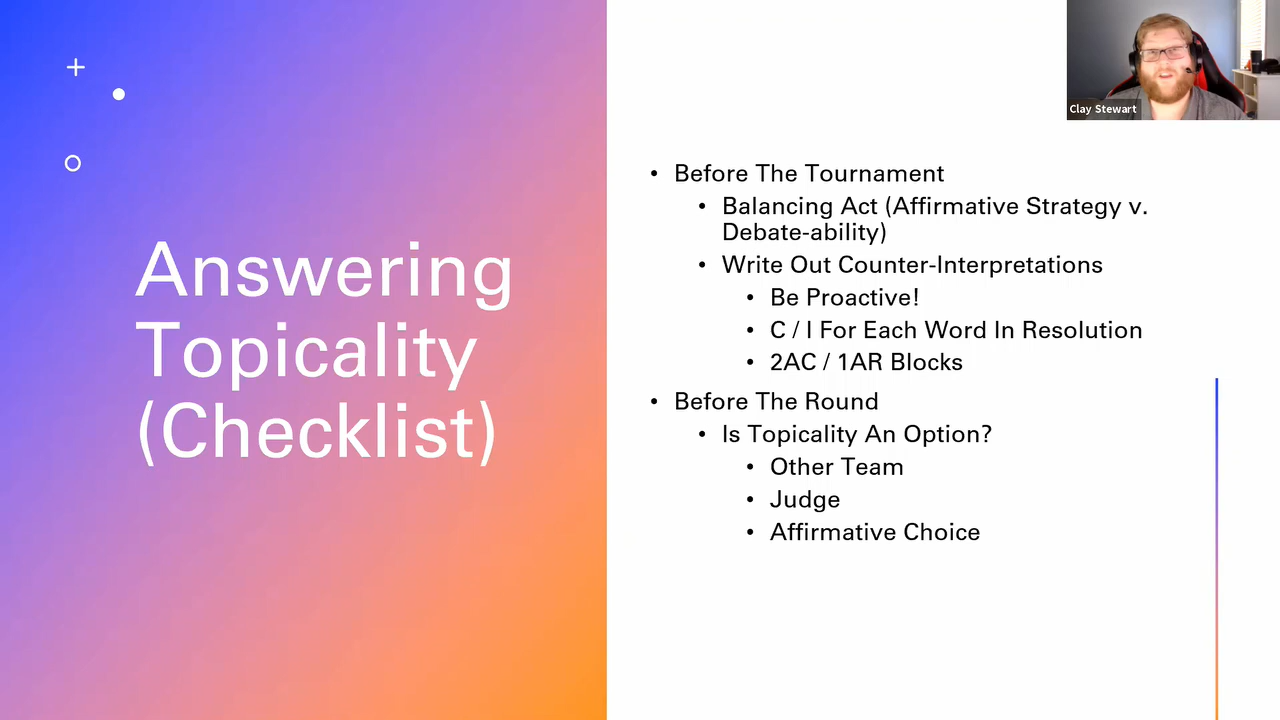 Answering
Topicality
(Checklist)
Clay Stewart
• Before The Tournament
• Balancing Act (Affirmative Strategy v.
Debate-ability)
• Write Out Counter-Interpretations
• Be Proactive!
• C / I For Each Word In Resolution
• 2AC / 1AR Blocks
• Before The Round
• Is Topicality An Option?
• Other Team
• Judge
• Affirmative Choice